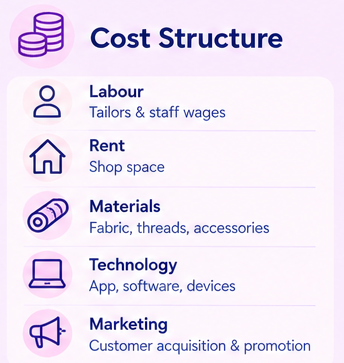 Cost Structure
Labour
Tailors & staff wages
Rent
Shop space
Materials
Fabric, threads, accessories
Technology
App, software, devices
Marketing
Customer acquisition & promotion